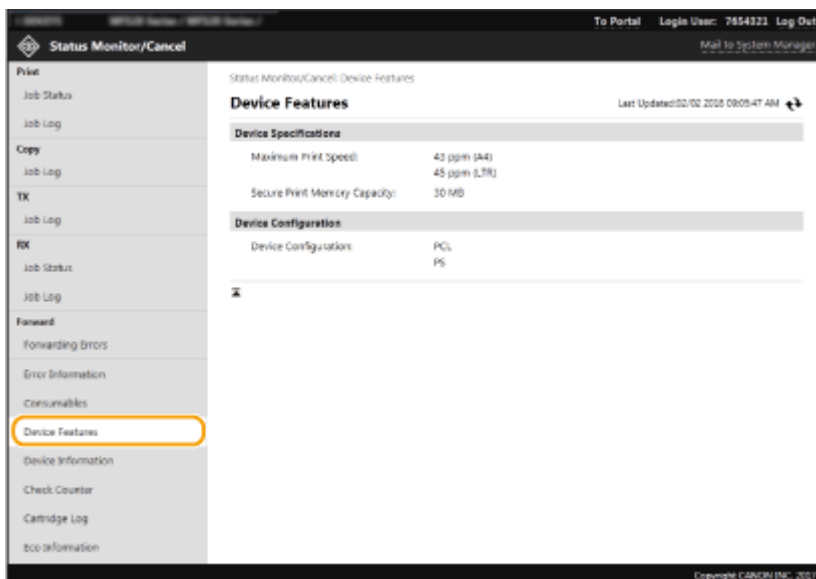 To Portal Login User: 7654321 Log Out
Status Monitor/Cancel
Mail to System Manager
Print
Job Status
Job Log
Copy
Job Log
TX
Job Log
RX
Job Status
Job Log
Forward
Forwarding Errors
Error Information
Consumables
Device Features
Device Information
Check Counter
Cartridge Log
Eco Information
Status Monitor/Cancel: Device Features
Device Features
Last Updated:02/02 2018 09:05:47 AM
Device Specifications
Maximum Print Speed: 43 ppm (A4)
45 ppm (LTR)
Secure Print Memory Capacity: 30 MB
Device Configuration
Device Configuration: PCL
PS
Copyright CANON INC.